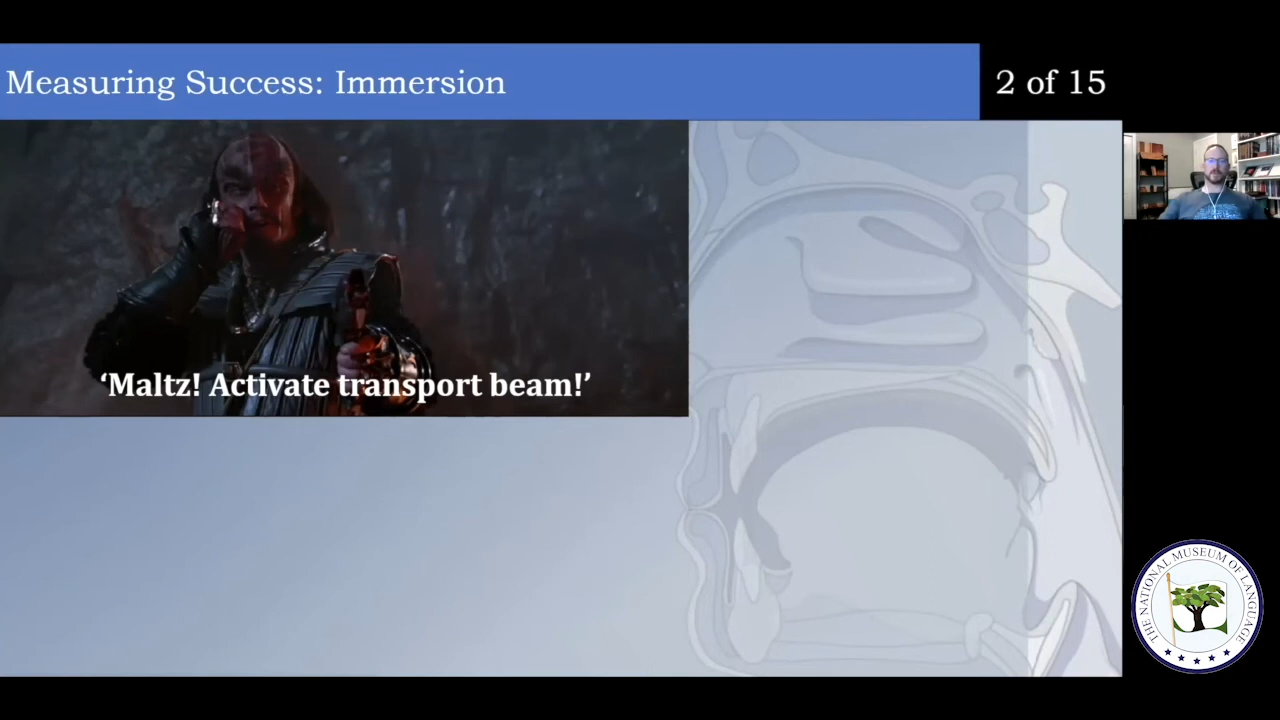 Measuring Success: Immersion
2 of 15
‘Maltz! Activate transport beam!’
THE NATIONAL MUSEUM OF LANGUAGE